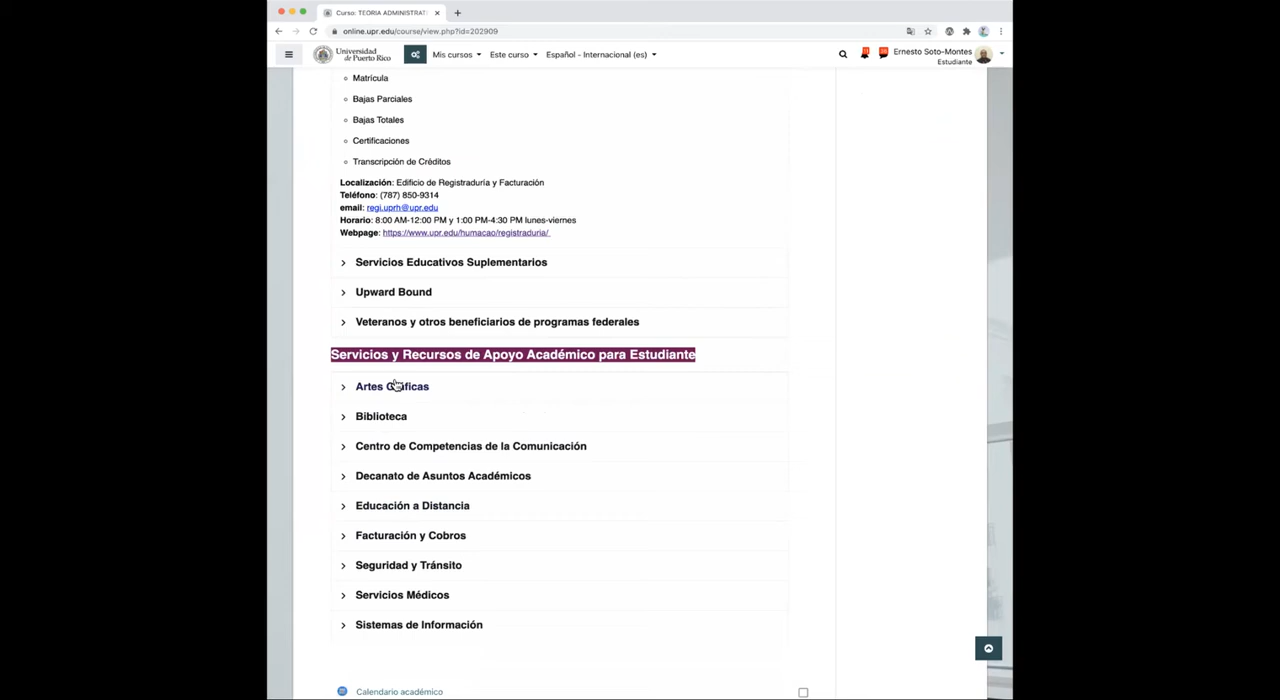 Curso: TEORIA ADMINISTRAT
online.upr.edu/course/view.php?id=202909
Universidad de Puerto Rico
Mis cursos
Este curso
Español - Internacional (es)
Ernesto Soto-Montes
Estudiante
Matrícula
Bajas Parciales
Bajas Totales
Certificaciones
Transcripción de Créditos
Localización: Edificio de Registraduría y Facturación
Teléfono: (787) 850-9314
email: regi.uprh@upr.edu
Horario: 8:00 AM-12:00 PM y 1:00 PM-4:30 PM lunes-viernes
Webpage: https://www.upr.edu/humacao/registraduria/
Servicios Educativos Suplementarios
Upward Bound
Veteranos y otros beneficiarios de programas federales
Servicios y Recursos de Apoyo Académico para Estudiante
Artes Gráficas
Biblioteca
Centro de Competencias de la Comunicación
Decanato de Asuntos Académicos
Educación a Distancia
Facturación y Cobros
Seguridad y Tránsito
Servicios Médicos
Sistemas de Información
Calendario académico